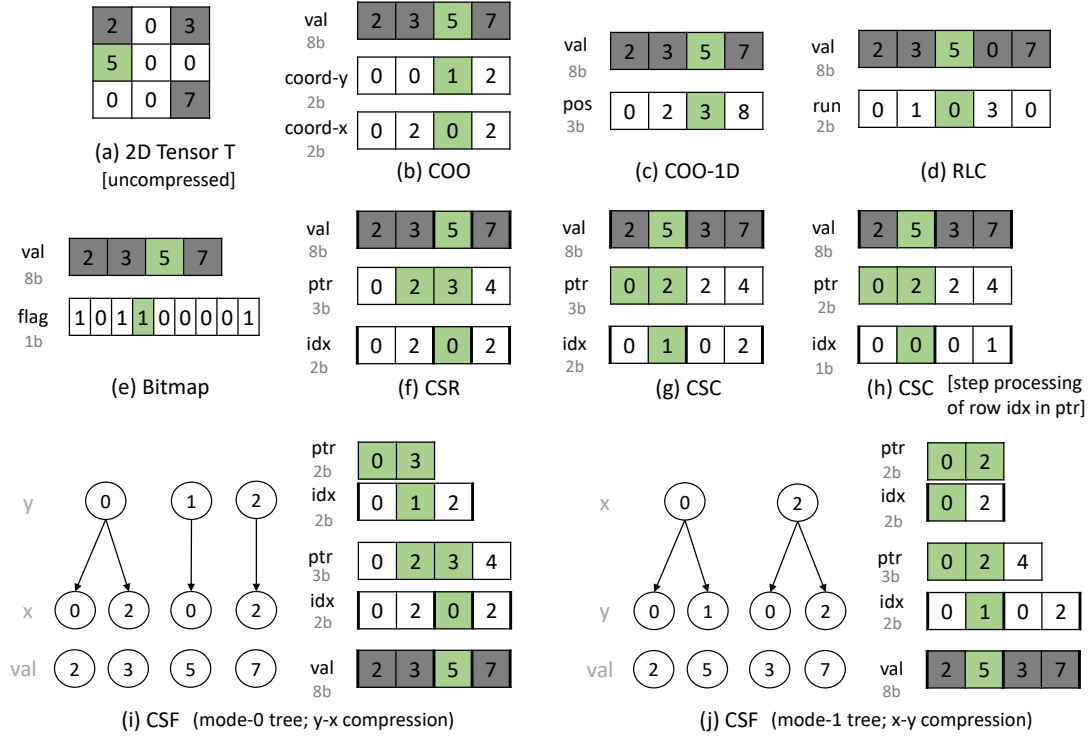 2 0 3
5 0 0
0 0 7
(a) 2D Tensor T
[uncompressed]
val 2 3 5 7
8b
coord-y 0 0 1 2
2b
coord-x 0 2 0 2
2b
(b) COO
val 2 3 5 7
8b
pos 0 2 3 8
3b
(c) COO-1D
val 2 3 5 0 7
8b
run 0 1 0 3 0
2b
(d) RLC
val 2 3 5 7
8b
flag 1 0 1 1 0 0 0 0 1
1b
(e) Bitmap
val 2 3 5 7
8b
ptr 0 2 3 4
3b
idx 0 2 0 2
2b
(f) CSR
val 2 5 3 7
8b
ptr 0 2 2 4
3b
idx 0 1 0 2
2b
(g) CSC
val 2 5 3 7
8b
ptr 0 2 2 4
2b
idx 0 0 0 1
1b
(h) CSC [step processing
of row idx in ptr]
y 0 1 2
x 0 2 0 2
val 2 3 5 7
ptr 0 3
2b
idx 0 1 2
2b
ptr 0 2 3 4
3b
idx 0 2 0 2
2b
val 2 3 5 7
8b
(i) CSF (mode-0 tree; y-x compression)
x 0 2
y 0 1 0 2
val 2 5 3 7
ptr 0 2
2b
idx 0 2
2b
ptr 0 2 4
3b
idx 0 1 0 2
2b
val 2 5 3 7
8b
(j) CSF (mode-1 tree; x-y compression)